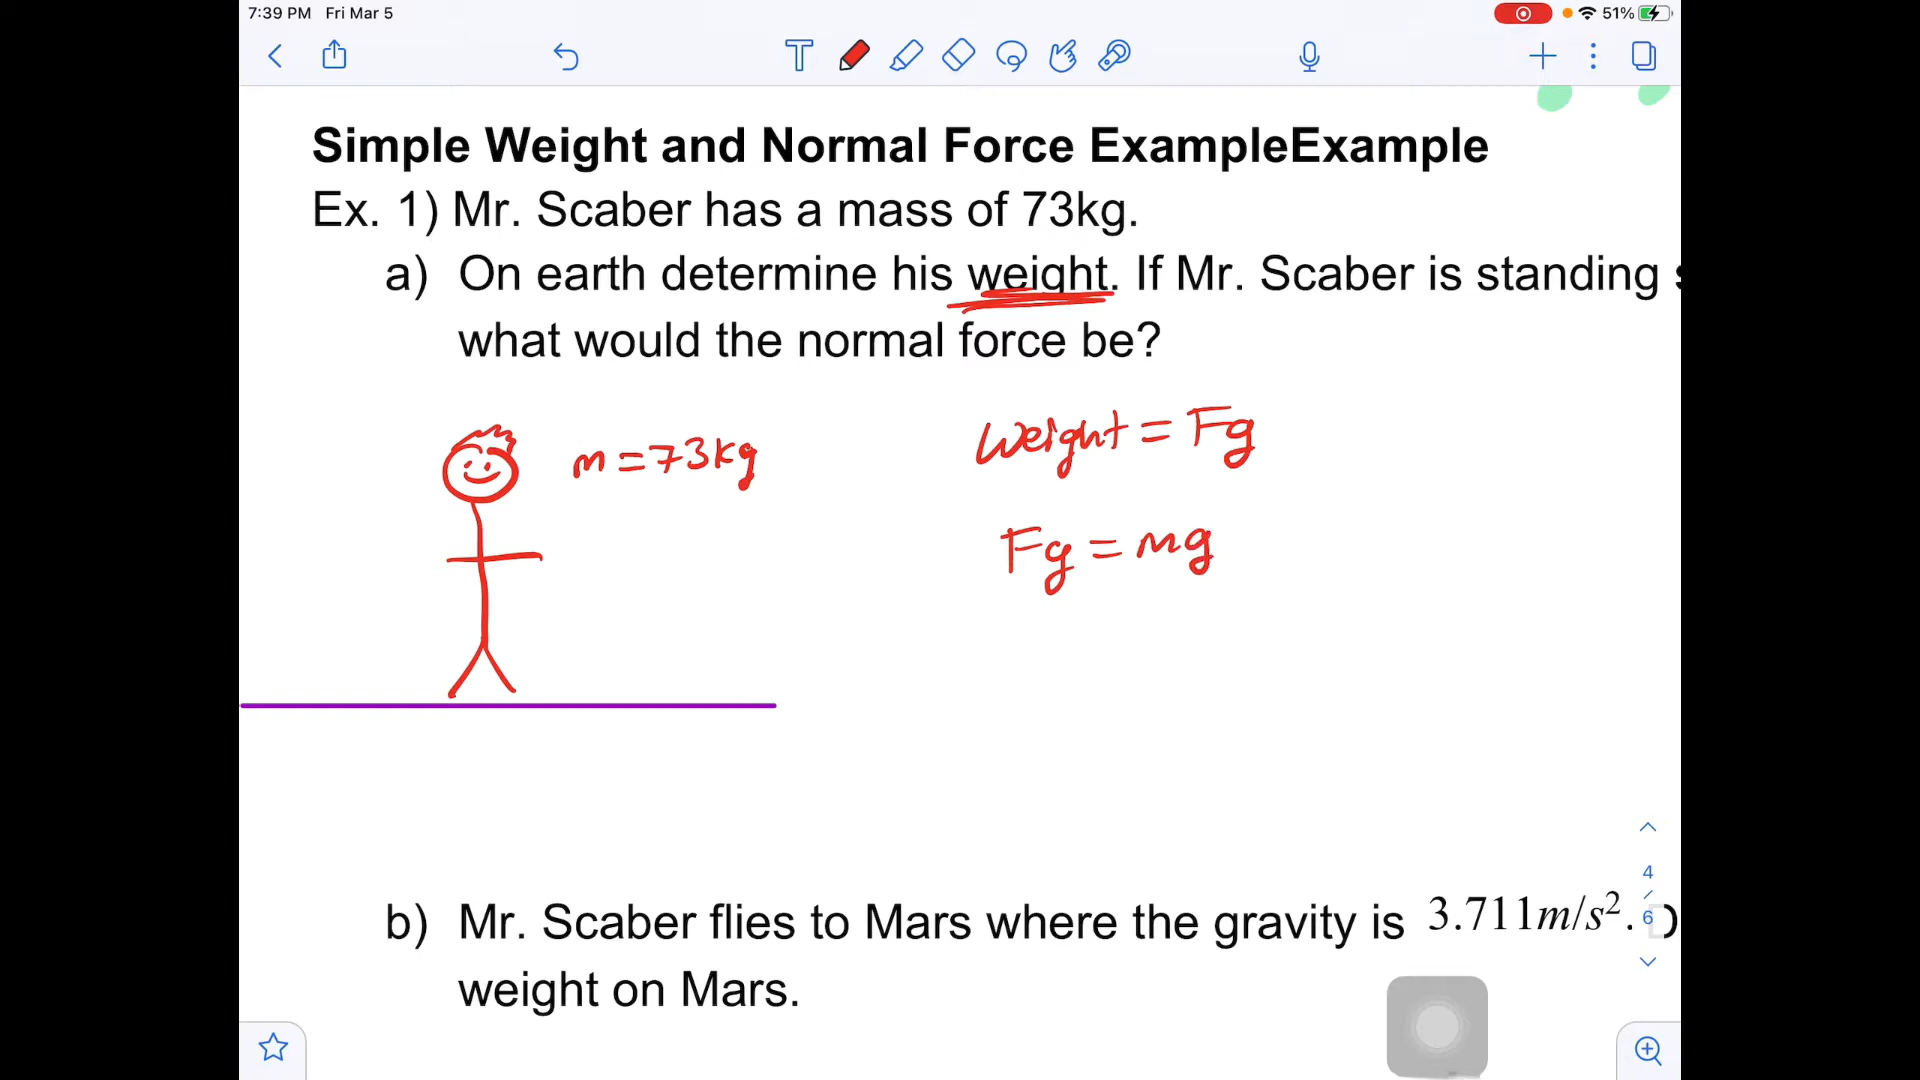 7:39 PM Fri Mar 5
51%
Simple Weight and Normal Force ExampleExample
Ex. 1) Mr. Scaber has a mass of 73kg.
a) On earth determine his weight. If Mr. Scaber is standing
what would the normal force be?
m = 73kg
Weight = Fg
Fg = mg
4
6
b) Mr. Scaber flies to Mars where the gravity is 3.711m/s².
weight on Mars.